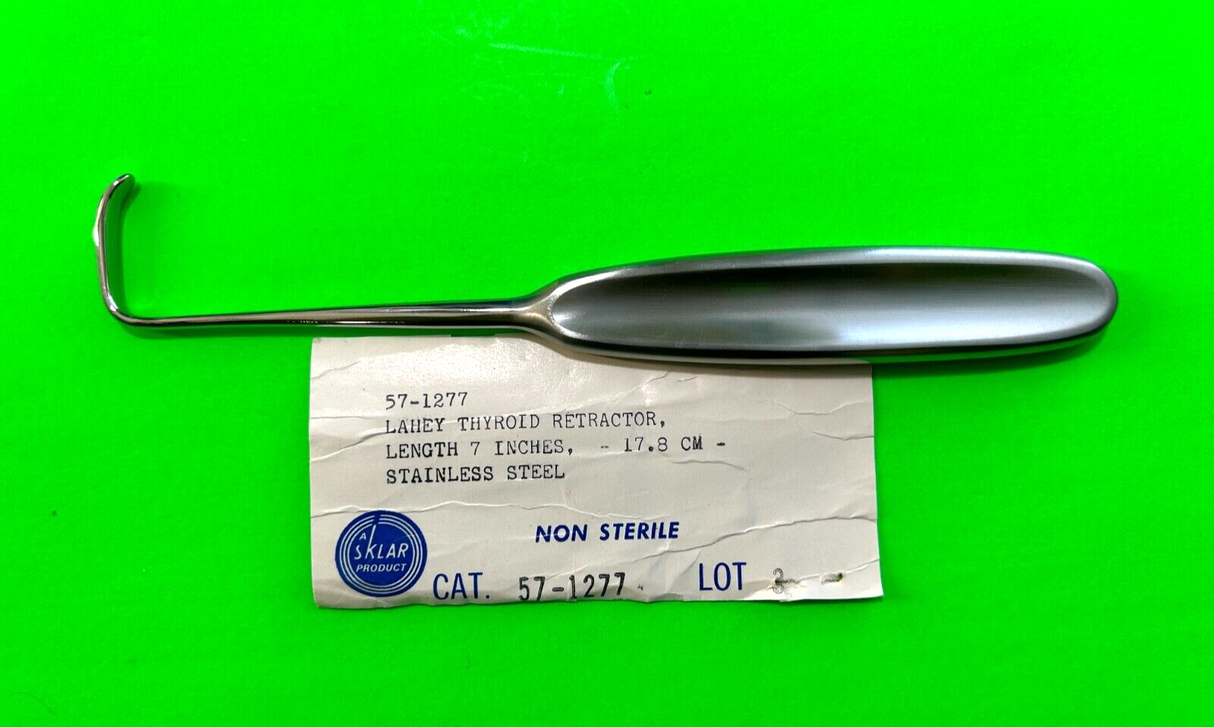 57-1277
LAHEY THYROID RETRACTOR,
LENGTH 7 INCHES, - 17.8 CM -
STAINLESS STEEL
NON STERILE
A
SKLAR
PRODUCT
CAT. 57-1277
LOT